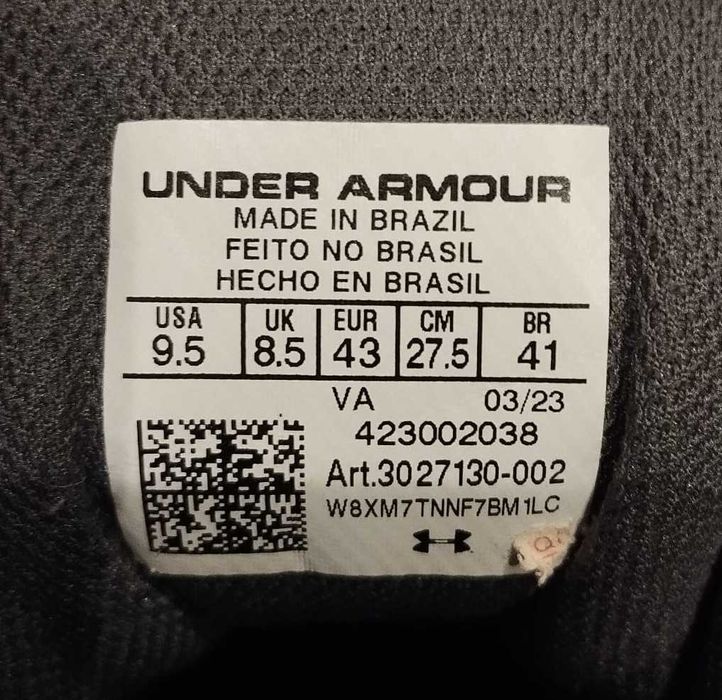 UNDER ARMOUR
MADE IN BRAZIL
FEITO NO BRASIL
HECHO EN BRASIL
USA UK EUR CM BR
9.5 8.5 43 27.5 41
VA 03/23
423002038
Art.3027130-002
W8XM7TNNF7BM1LC